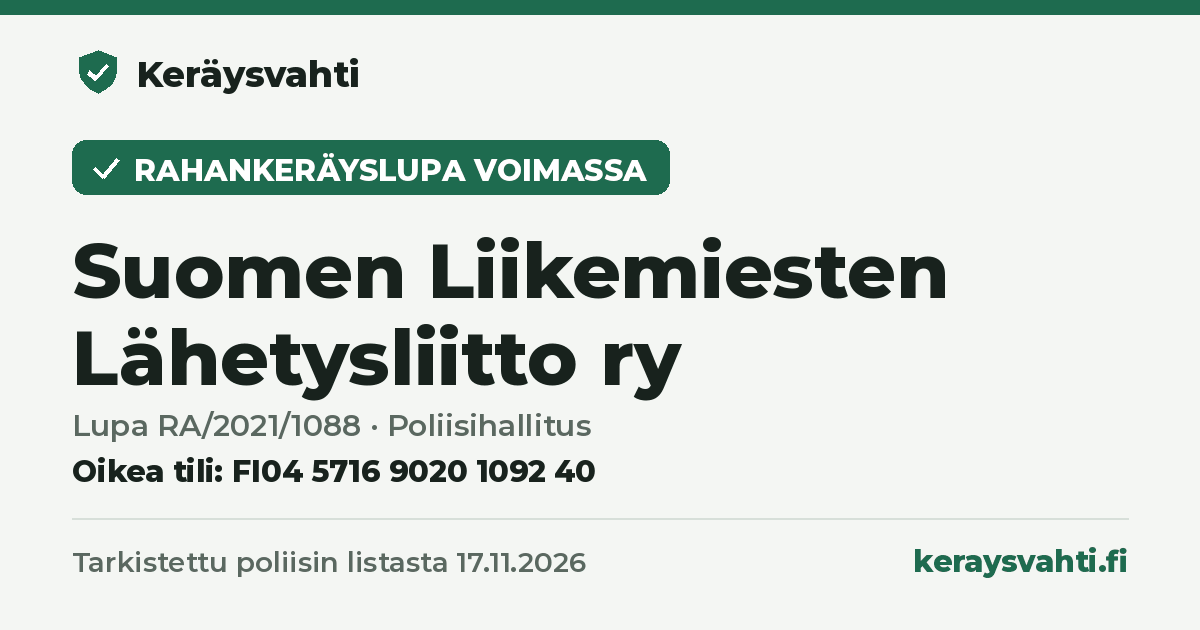 Keräysvahti
RAHANKERÄYSLUPA VOIMASSA
Suomen Liikemiesten
Lähetysliitto ry
Lupa RA/2021/1088 · Poliisihallitus
Oikea tili: FI04 5716 9020 1092 40
Tarkistettu poliisin listasta 17.11.2026
keraysvahti.fi